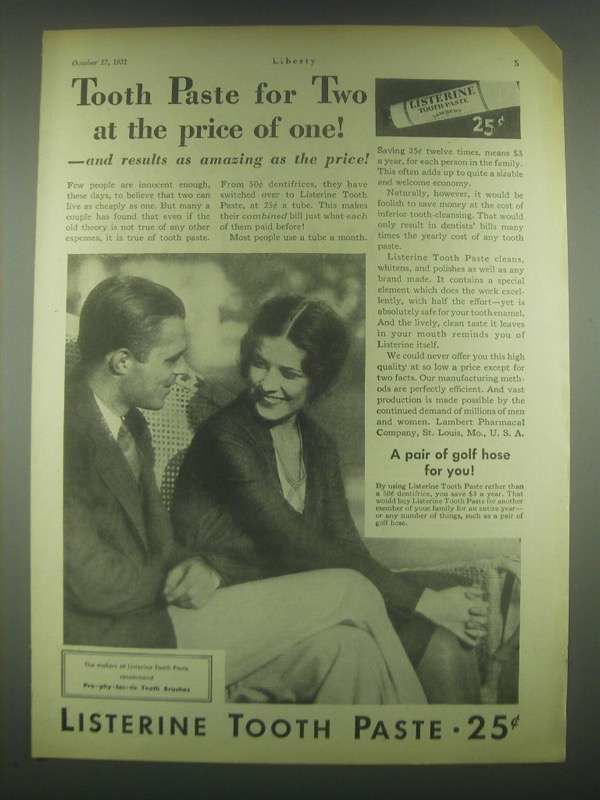 October 17, 1931
Liberty
5
Tooth Paste for Two
at the price of one!
—and results as amazing as the price!
Few people are innocent enough,
these days, to believe that two can
live as cheaply as one. But many a
couple has found that even if the
old theory is not true of any other
expenses, it is true of tooth paste.
From 50¢ dentifrices, they have
switched over to Listerine Tooth
Paste, at 25¢ a tube. This makes
their combined bill just what each
of them paid before!
Most people use a tube a month.
LISTERINE
TOOTH PASTE
25¢
Saving 25¢ twelve times, means $3
a year, for each person in the family.
This often adds up to quite a sizable
and welcome economy.
Naturally, however, it would be
foolish to save money at the cost of
inferior tooth-cleansing. That would
only result in dentists' bills many
times the yearly cost of any tooth
paste.
Listerine Tooth Paste cleans,
whitens, and polishes as well as any
brand made. It contains a special
element which does the work excel-
lently, with half the effort—yet is
absolutely safe for your tooth enamel.
And the lively, clean taste it leaves
in your mouth reminds you of
Listerine itself.
We could never offer you this high
quality at so low a price except for
two facts. Our manufacturing meth-
ods are perfectly efficient. And vast
production is made possible by the
continued demand of millions of men
and women. Lambert Pharmacal
Company, St. Louis, Mo., U. S. A.
A pair of golf hose
for you!
By using Listerine Tooth Paste rather than
a 50¢ dentifrice, you save $3 a year. That
would buy Listerine Tooth Paste for another
member of your family for an entire year—
or any number of things, such as a pair of
golf hose.
The makers of Listerine Tooth Paste
recommend
Pro-phy-lac-tic Tooth Brushes
LISTERINE TOOTH PASTE · 25¢